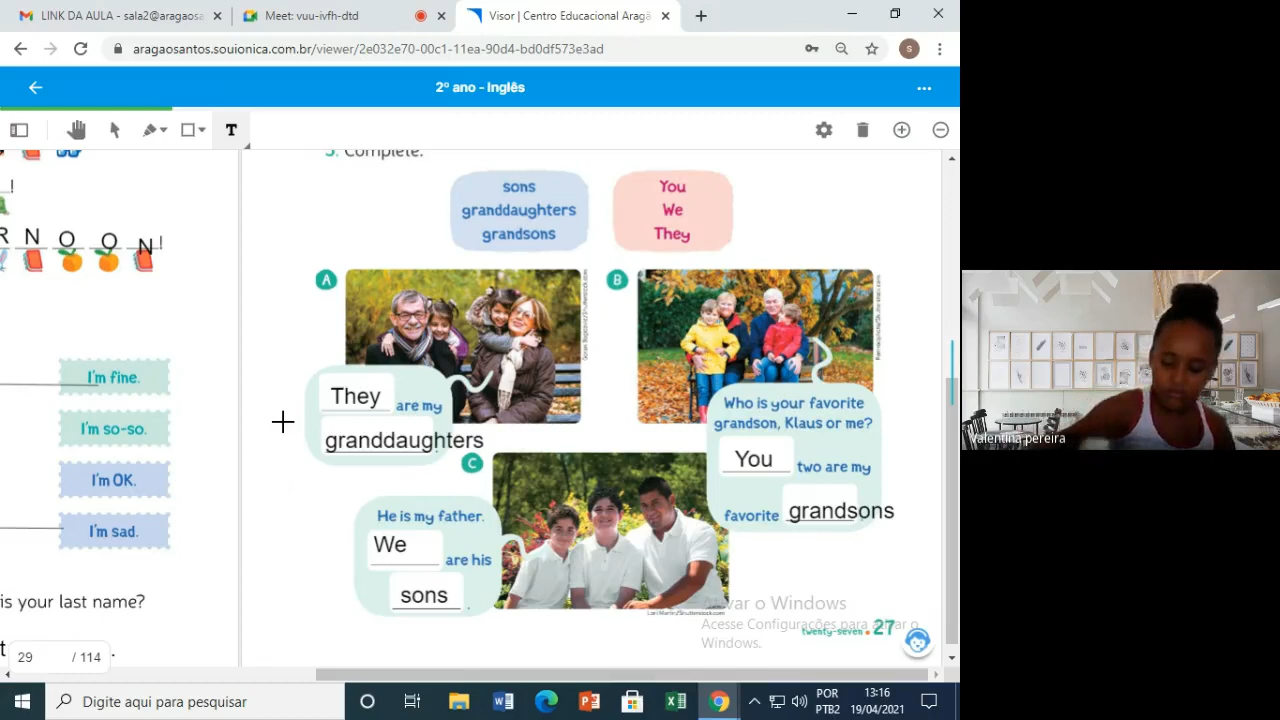 LINK DA AULA - sala2@aragaosa
Meet: vuu-ivfh-dtd
Visor | Centro Educacional Aragã
aragaosantos.souionica.com.br/viewer/2e032e70-00c1-11ea-90d4-bd0df573e3ad
s
2º ano - Inglês
T
Complete.
sons
granddaughters
grandsons
You
We
They
!
R N O O N !
A
B
They are my
granddaughters.
Who is your favorite
grandson, Klaus or me?
You two are my
favorite grandsons
C
He is my father.
We are his
sons.
I'm fine.
I'm so-so.
I'm OK.
I'm sad.
is your last name?
twenty-seven 27
Acesse Configurações para ativar o
Windows.
29 / 114
Valentina pereira
Digite aqui para pesquisar
POR
PTB2
13:16
19/04/2021